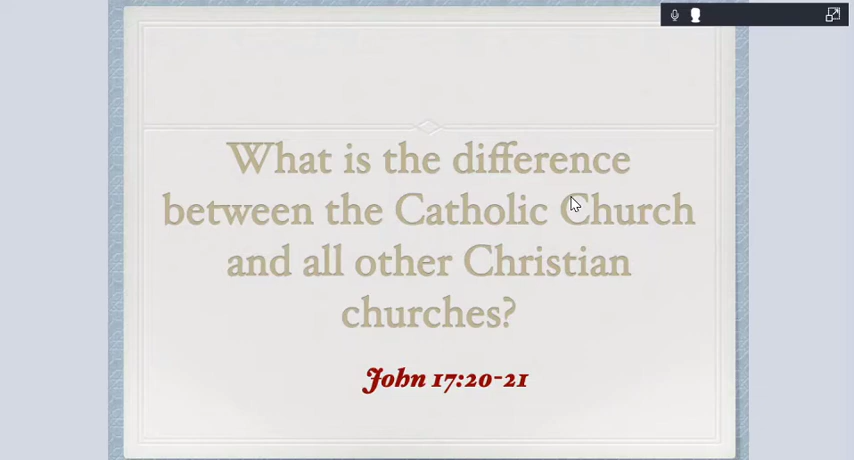 What is the difference
between the Catholic Church
and all other Christian
churches?
John 17:20-21